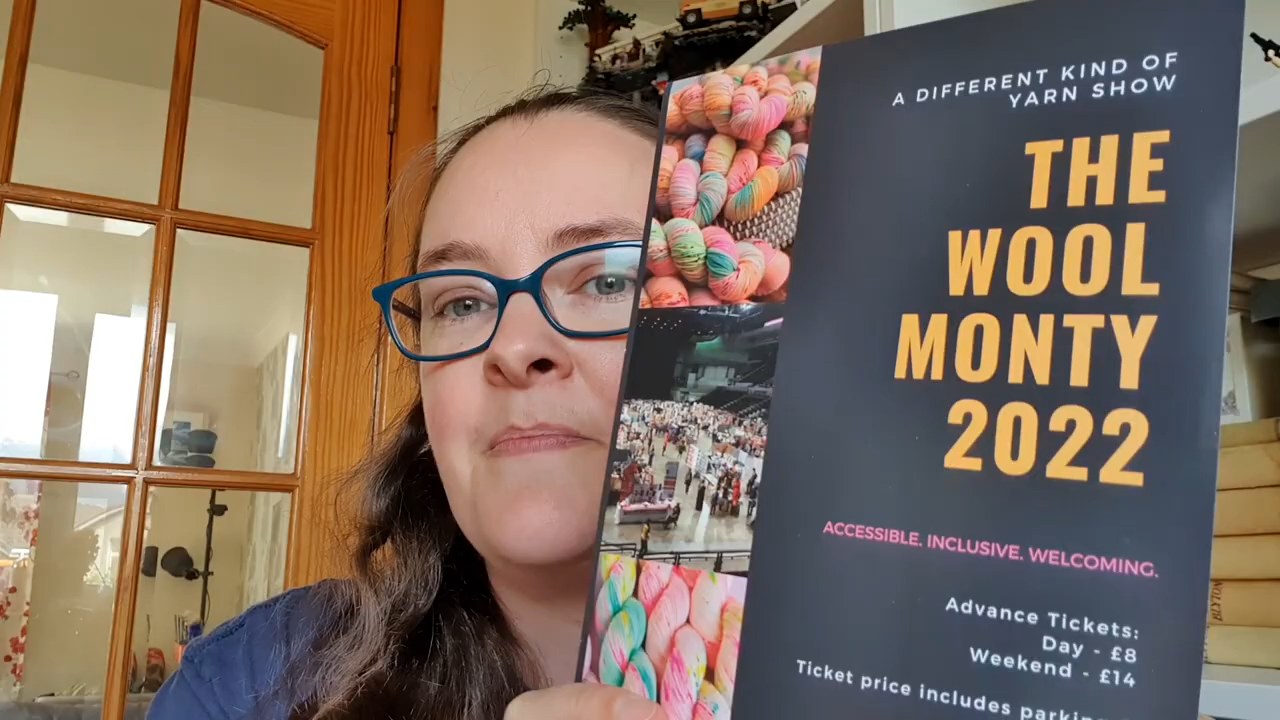 A DIFFERENT KIND OF
YARN SHOW
THE
WOOL
MONTY
2022
ACCESSIBLE. INCLUSIVE. WELCOMING.
Advance Tickets:
Day - £8
Weekend - £14
Ticket price includes